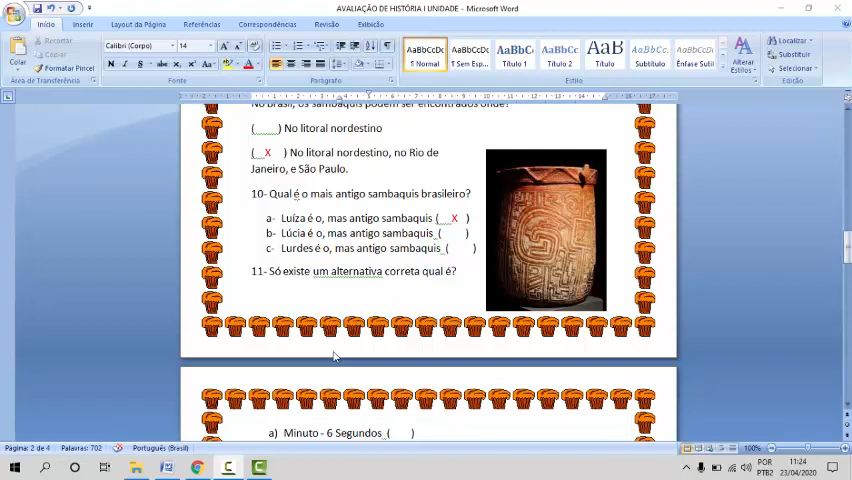 AVALIAÇÃO DE HISTÓRIA I UNIDADE - Microsoft Word
Início Inserir Layout da Página Referências Correspondências Revisão Exibição
Colar
Recortar
Copiar
Formatar Pincel
Área de Transferência
Calibri (Corpo) 14
Fonte
Parágrafo
AaBbCcDc AaBbCcDc AaBbC AaBbCc AaB AaBbCc. AaBbCcDc
¶ Normal ¶ Sem Esp... Título 1 Título 2 Título Subtítulo Ênfase Sutil
Alterar Estilos
Estilo
Localizar
Substituir
Selecionar
Edição
No Brasil, os sambaquis podem ser encontrados onde?
( ) No litoral nordestino
( X ) No litoral nordestino, no Rio de
Janeiro, e São Paulo.
10- Qual é o mais antigo sambaquis brasileiro?
a- Luíza é o, mas antigo sambaquis ( X )
b- Lúcia é o, mas antigo sambaquis ( )
c- Lurdes é o, mas antigo sambaquis ( )
11- Só existe um alternativa correta qual é?
a) Minuto - 6 Segundos ( )
Página: 2 de 4 Palavras: 702 Português (Brasil) 100%
POR
PTB2
11:24
23/04/2020